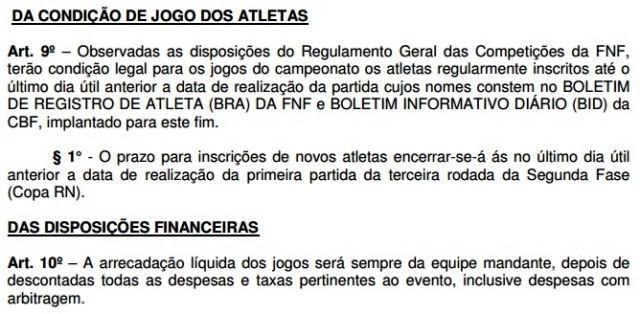 DA CONDIÇÃO DE JOGO DOS ATLETAS
Art. 9º – Observadas as disposições do Regulamento Geral das Competições da FNF,
terão condição legal para os jogos do campeonato os atletas regularmente inscritos até o
último dia útil anterior a data de realização da partida cujos nomes constem no BOLETIM
DE REGISTRO DE ATLETA (BRA) DA FNF e BOLETIM INFORMATIVO DIÁRIO (BID) da
CBF, implantado para este fim.
§ 1° - O prazo para inscrições de novos atletas encerrar-se-á ás no último dia útil
anterior a data de realização da primeira partida da terceira rodada da Segunda Fase
(Copa RN).
DAS DISPOSIÇÕES FINANCEIRAS
Art. 10º – A arrecadação líquida dos jogos será sempre da equipe mandante, depois de
descontadas todas as despesas e taxas pertinentes ao evento, inclusive despesas com
arbitragem.